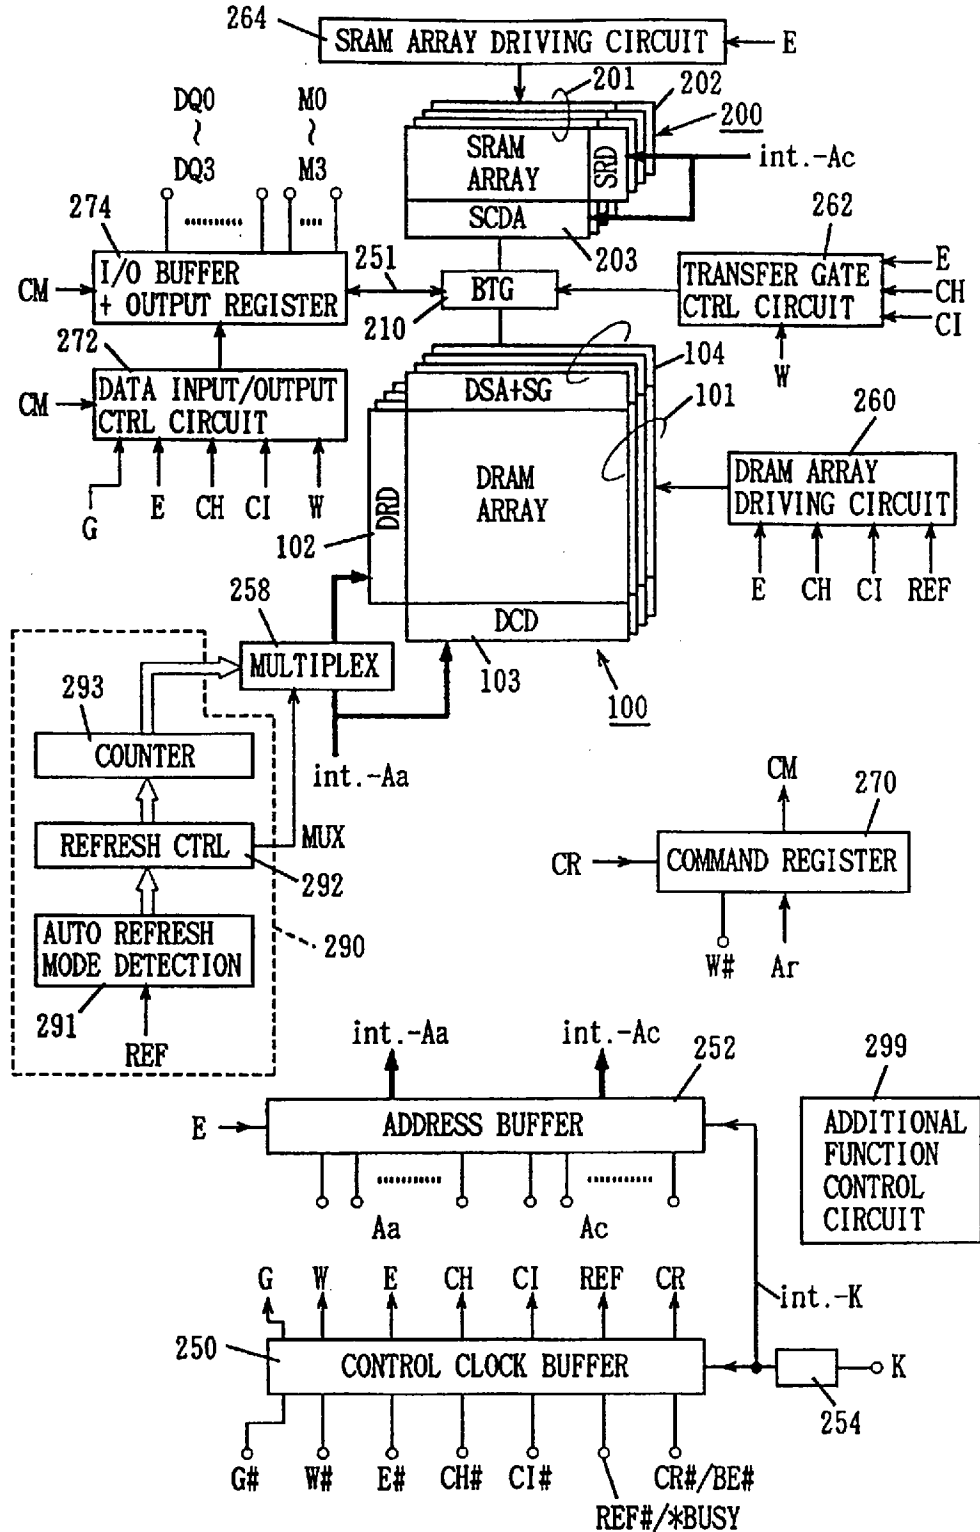 264
SRAM ARRAY DRIVING CIRCUIT
E
201
202
200
DQ0
~
DQ3
M0
~
M3
SRAM
ARRAY
SRD
int.-Ac
SCDA
203
274
I/O BUFFER
+ OUTPUT REGISTER
CM
251
BTG
210
262
TRANSFER GATE
CTRL CIRCUIT
E
CH
CI
W
272
DATA INPUT/OUTPUT
CTRL CIRCUIT
CM
G
E
CH
CI
W
104
101
DSA+SG
DRAM
ARRAY
DRD
102
DCD
103
100
260
DRAM ARRAY
DRIVING CIRCUIT
E
CH
CI
REF
258
MULTIPLEX
int.-Aa
293
COUNTER
REFRESH CTRL
MUX
292
AUTO REFRESH
MODE DETECTION
290
291
REF
CM
270
CR
COMMAND REGISTER
W#
Ar
int.-Aa
int.-Ac
252
E
ADDRESS BUFFER
Aa
Ac
299
ADDITIONAL
FUNCTION
CONTROL
CIRCUIT
G
W
E
CH
CI
REF
CR
int.-K
250
CONTROL CLOCK BUFFER
K
254
G#
W#
E#
CH#
CI#
CR#/BE#
REF#/*BUSY